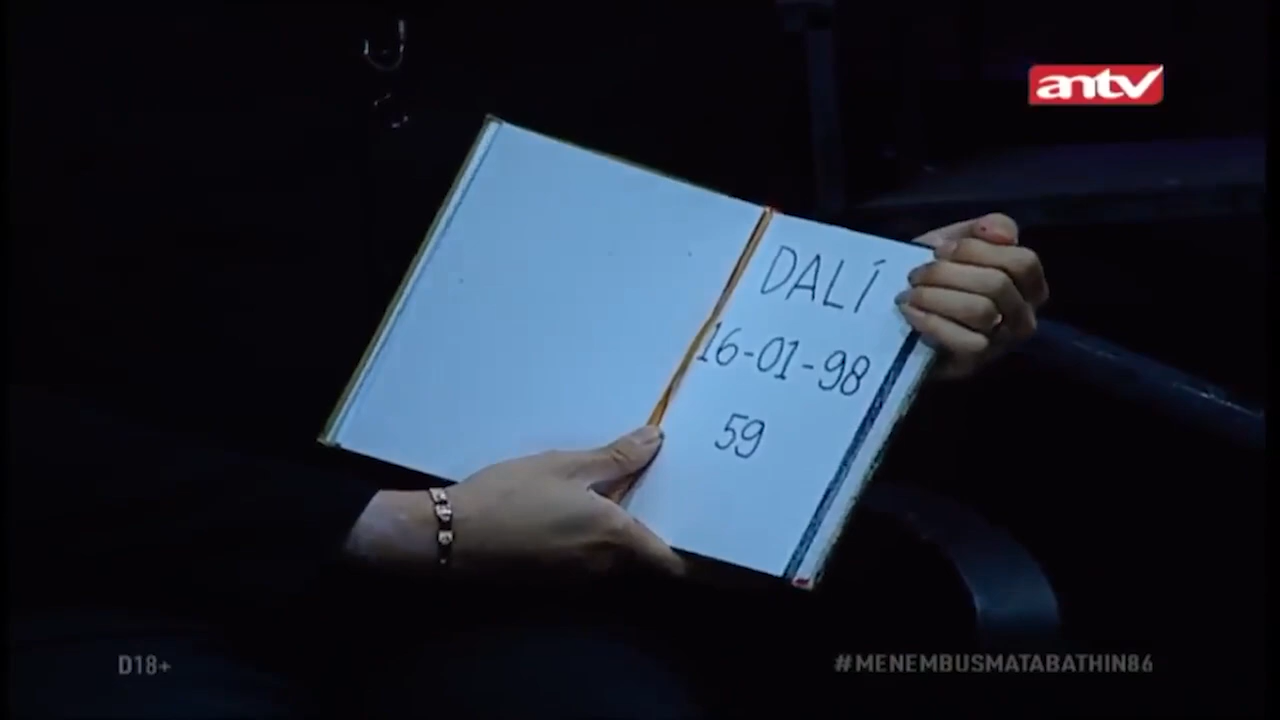 antv
DALÍ
16-01-98
59
D18+
#MENEMBUSMATABATHIN86